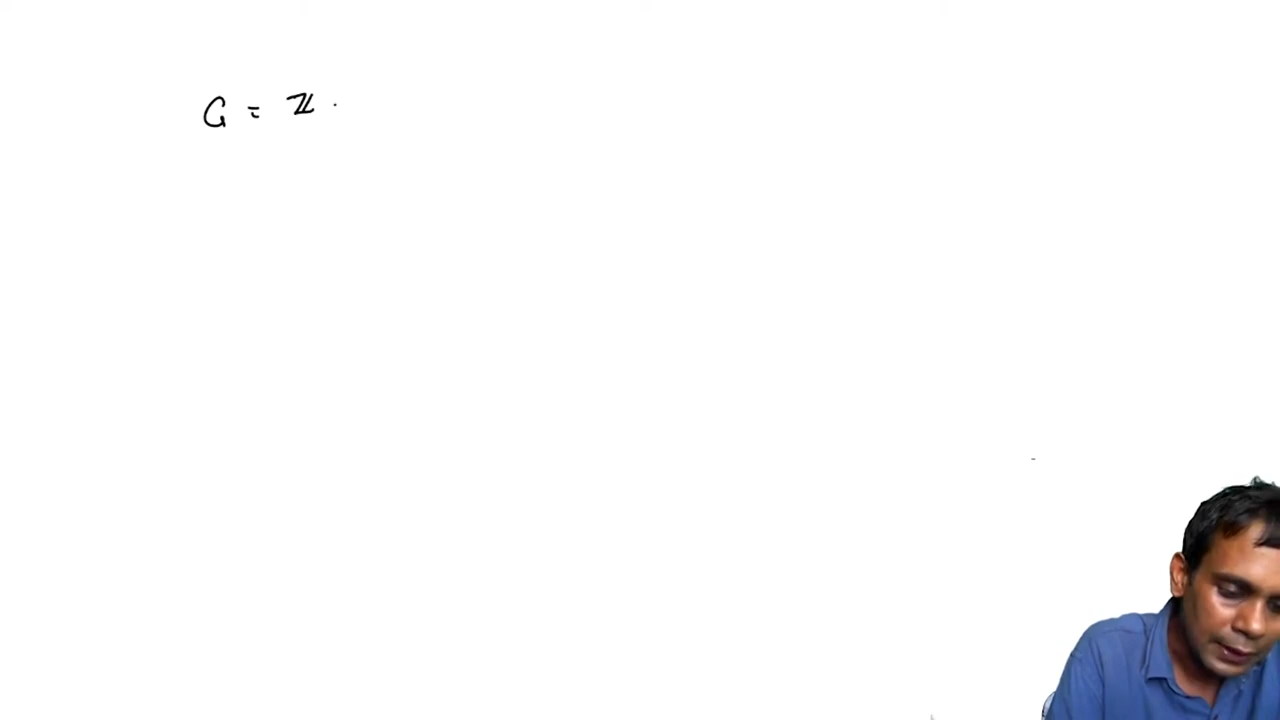 G = ℤ .